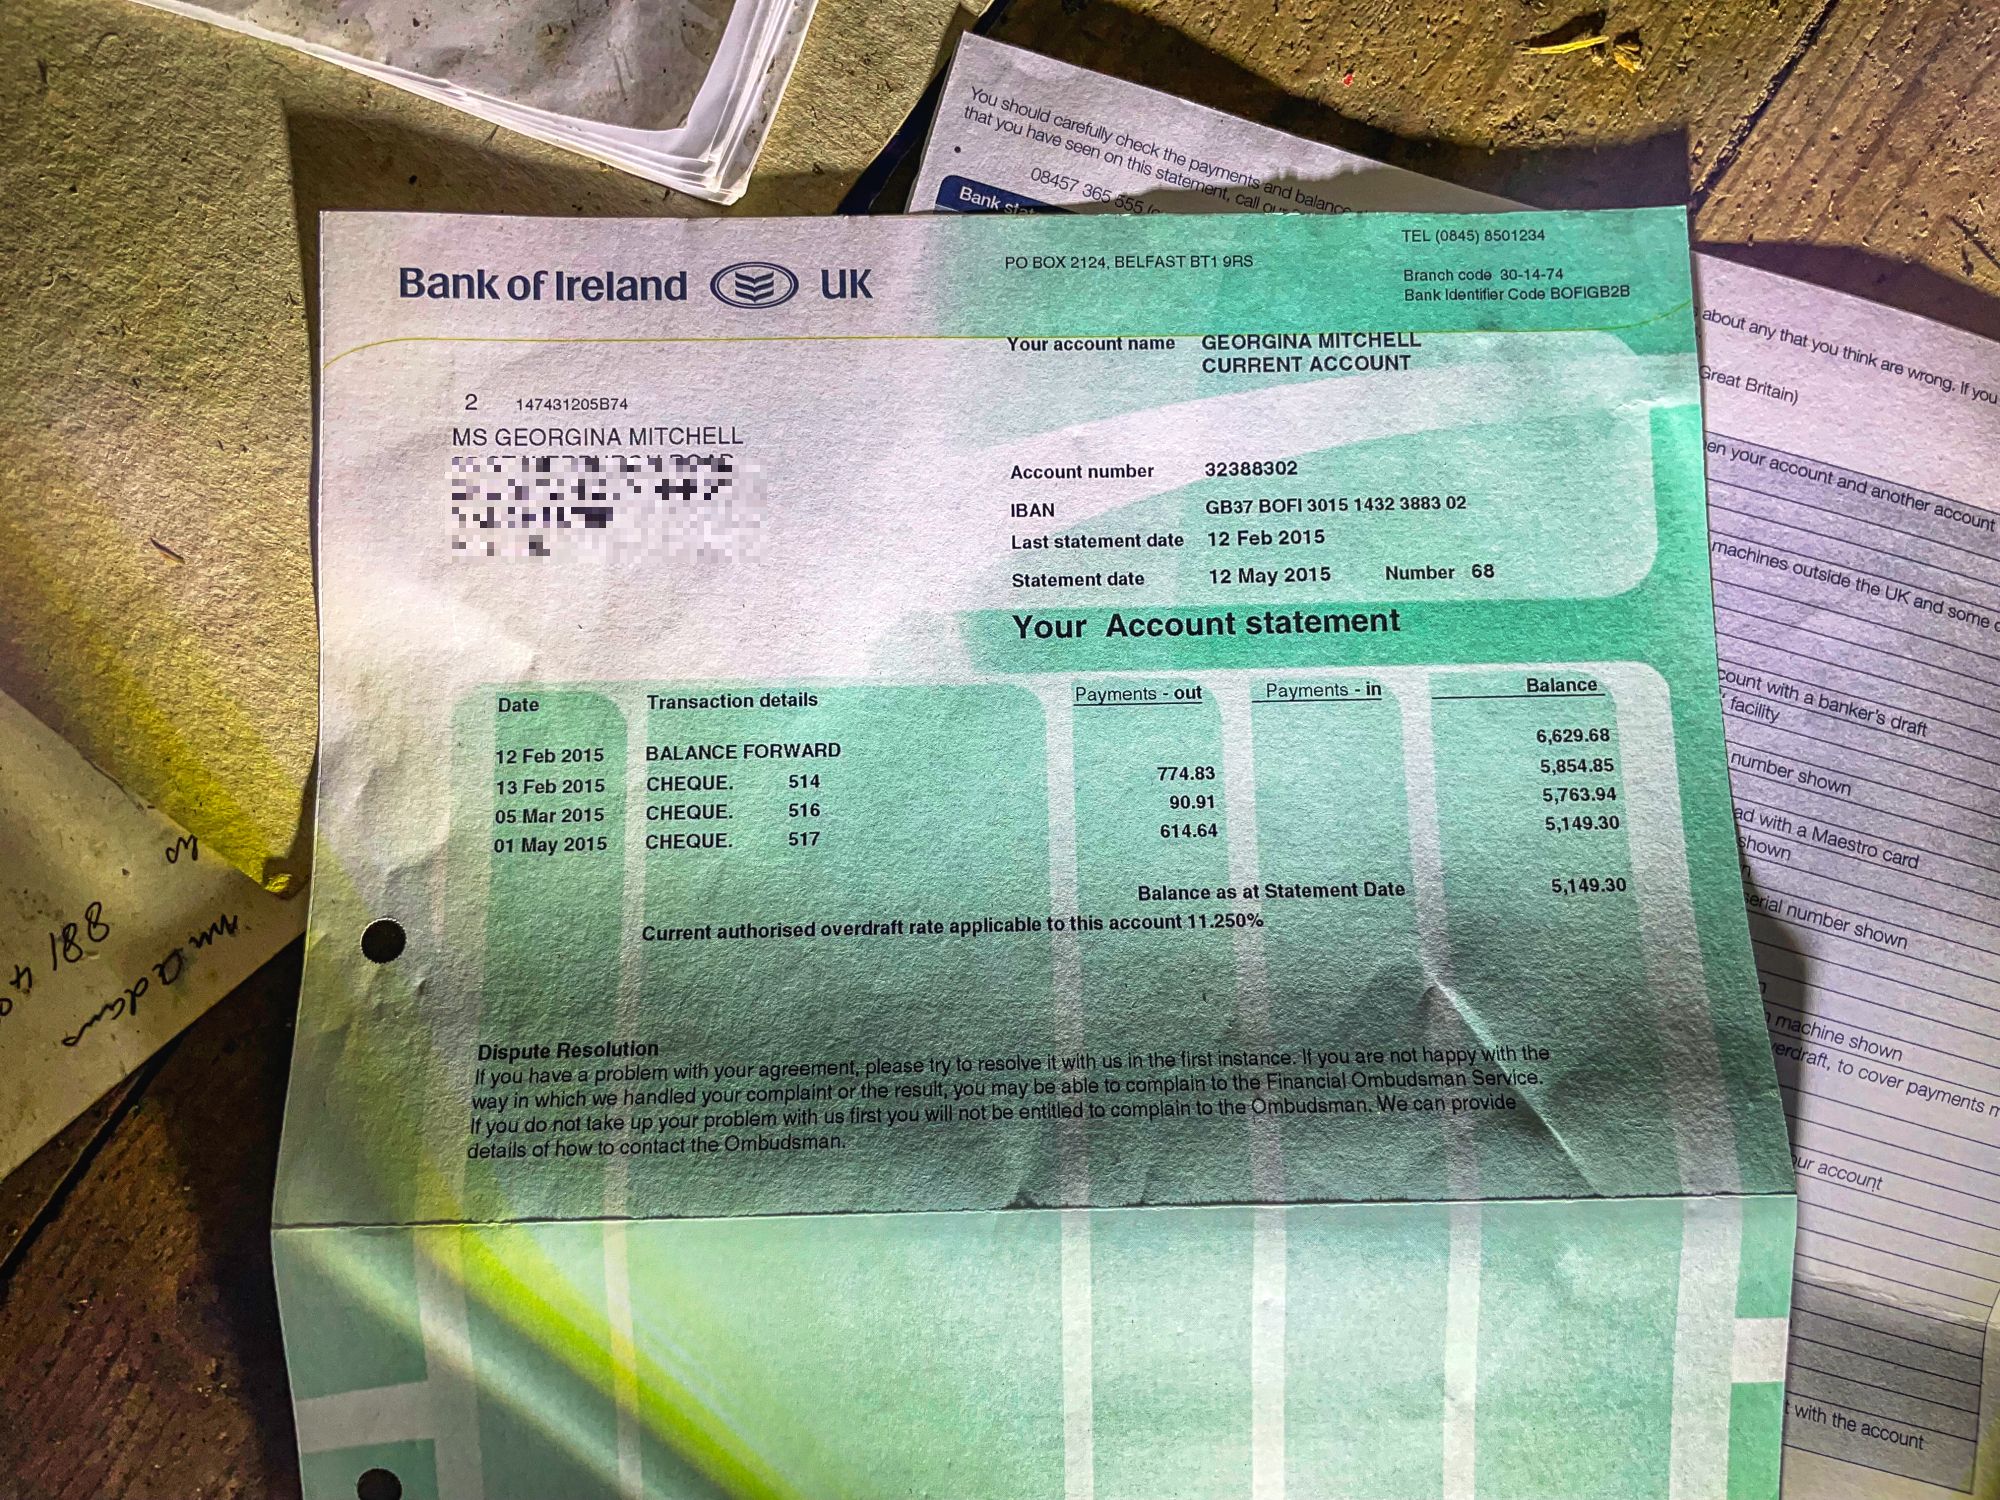 You should carefully check the payments and balance
that you have seen on this statement, call our
08457 365 555
Bank
Bank of Ireland UK
PO BOX 2124, BELFAST BT1 9RS
TEL (0845) 8501234
Branch code 30-14-74
Bank Identifier Code BOFIGB2B
Your account name GEORGINA MITCHELL
CURRENT ACCOUNT
2 147431205B74
MS GEORGINA MITCHELL
Account number 32388302
IBAN GB37 BOFI 3015 1432 3883 02
Last statement date 12 Feb 2015
Statement date 12 May 2015 Number 68
Your Account statement
Date Transaction details Payments - out Payments - in Balance
12 Feb 2015 BALANCE FORWARD 6,629.68
13 Feb 2015 CHEQUE. 514 774.83 5,854.85
05 Mar 2015 CHEQUE. 516 90.91 5,763.94
01 May 2015 CHEQUE. 517 614.64 5,149.30
Balance as at Statement Date 5,149.30
Current authorised overdraft rate applicable to this account 11.250%
Dispute Resolution
If you have a problem with your agreement, please try to resolve it with us in the first instance. If you are not happy with the
way in which we handled your complaint or the result, you may be able to complain to the Financial Ombudsman Service.
If you do not take up your problem with us first you will not be entitled to complain to the Ombudsman. We can provide
details of how to contact the Ombudsman.
about any that you think are wrong. If you
Great Britain)
your account and another account
machines outside the UK and some
with a banker's draft
facility
number shown
with a Maestro card
shown
serial number shown
machine shown
to cover payments
account
with the account
881